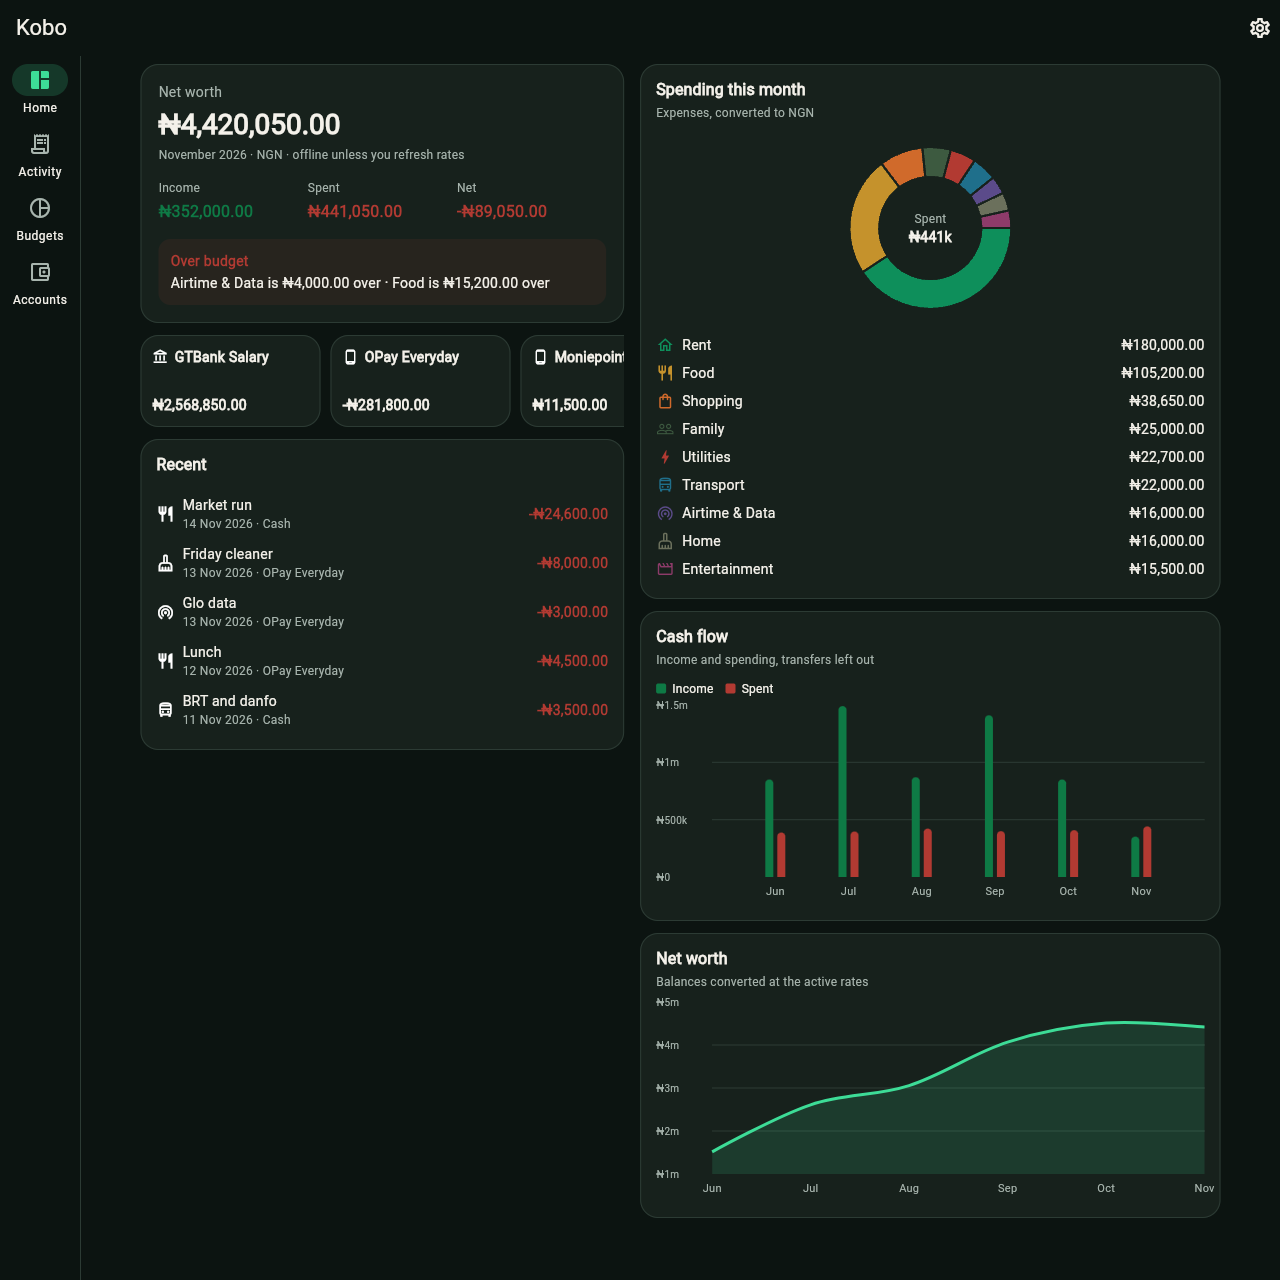 Kobo
Home
Activity
Budgets
Accounts
Net worth
₦4,420,050.00
November 2026 · NGN · offline unless you refresh rates
Income Spent Net
₦352,000.00 ₦441,050.00 -₦89,050.00
Over budget
Airtime & Data is ₦4,000.00 over · Food is ₦15,200.00 over
GTBank Salary OPay Everyday Moniepoint
₦2,568,850.00 -₦281,800.00 ₦11,500.00
Recent
Market run
14 Nov 2026 · Cash
-₦24,600.00
Friday cleaner
13 Nov 2026 · OPay Everyday
-₦8,000.00
Glo data
13 Nov 2026 · OPay Everyday
-₦3,000.00
Lunch
12 Nov 2026 · OPay Everyday
-₦4,500.00
BRT and danfo
11 Nov 2026 · Cash
-₦3,500.00
Spending this month
Expenses, converted to NGN
Spent
₦441k
Rent ₦180,000.00
Food ₦105,200.00
Shopping ₦38,650.00
Family ₦25,000.00
Utilities ₦22,700.00
Transport ₦22,000.00
Airtime & Data ₦16,000.00
Home ₦16,000.00
Entertainment ₦15,500.00
Cash flow
Income and spending, transfers left out
Income Spent
₦1.5m
₦1m
₦500k
₦0
Jun Jul Aug Sep Oct Nov
Net worth
Balances converted at the active rates
₦5m
₦4m
₦3m
₦2m
₦1m
Jun Jul Aug Sep Oct Nov